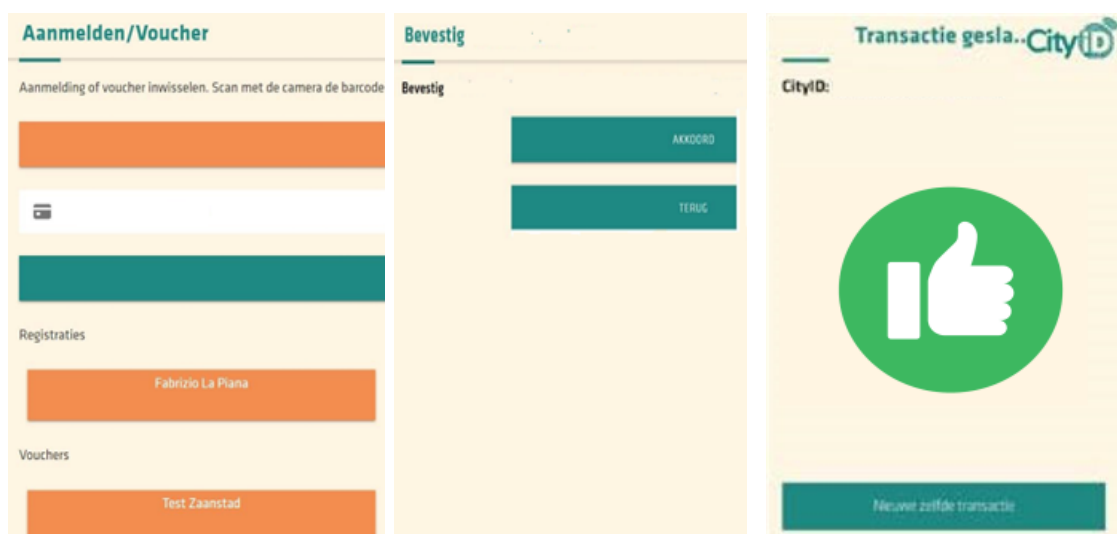 Aanmelden/Voucher
Aanmelding of voucher inwisselen. Scan met de camera de barcode
Registraties
Fabrizio La Piana
Vouchers
Test Zaanstad
Bevestig
Bevestig
AKKOORD
TERUG
Transactie gesla..
CityID
CityID:
Nieuwe zelfde transactie